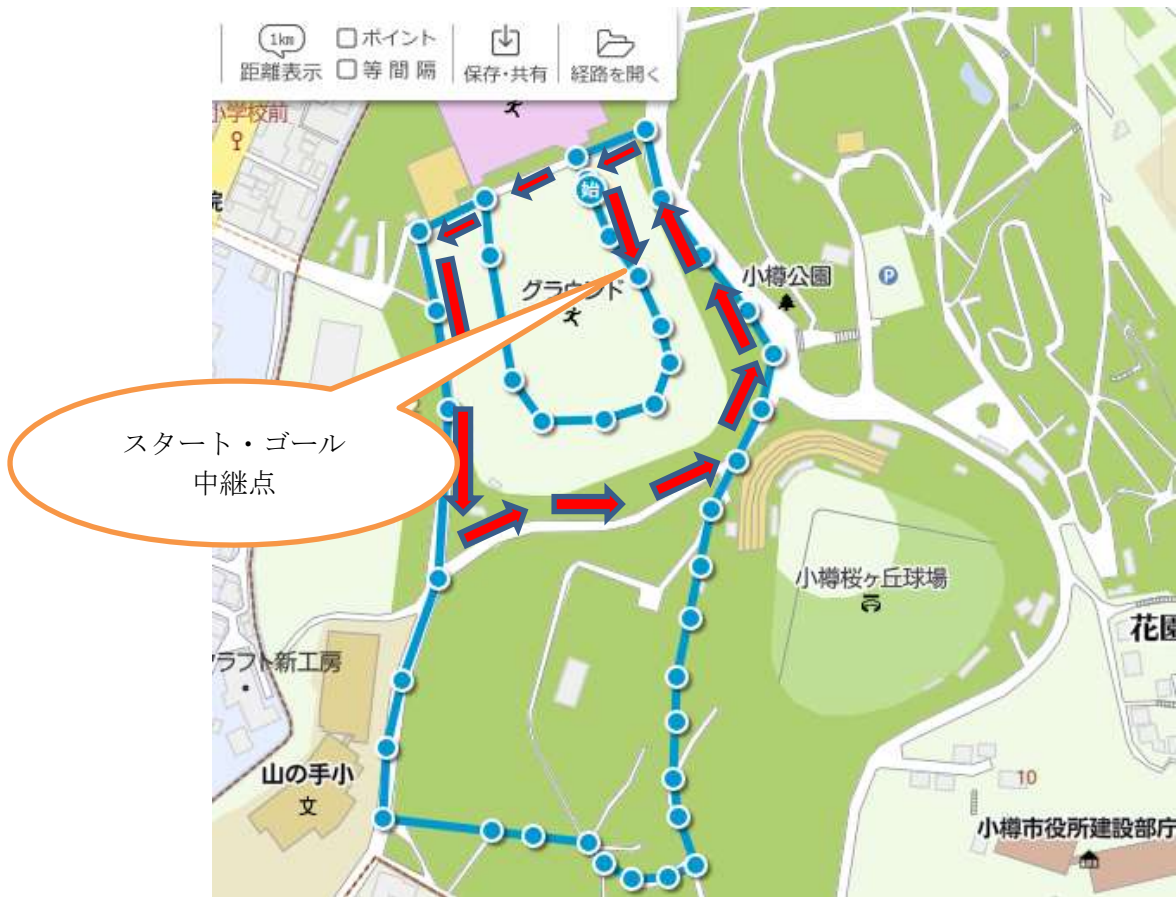 1km
距離表示
ポイント
等間隔
保存・共有
経路を開く
小学校前
院
始
グラウンド
小樽公園
P
2
スタート・ゴール
中継点
小樽桜ヶ丘球場
花園
クラフト新工房
山の手小
文
10
小樽市役所建設部庁